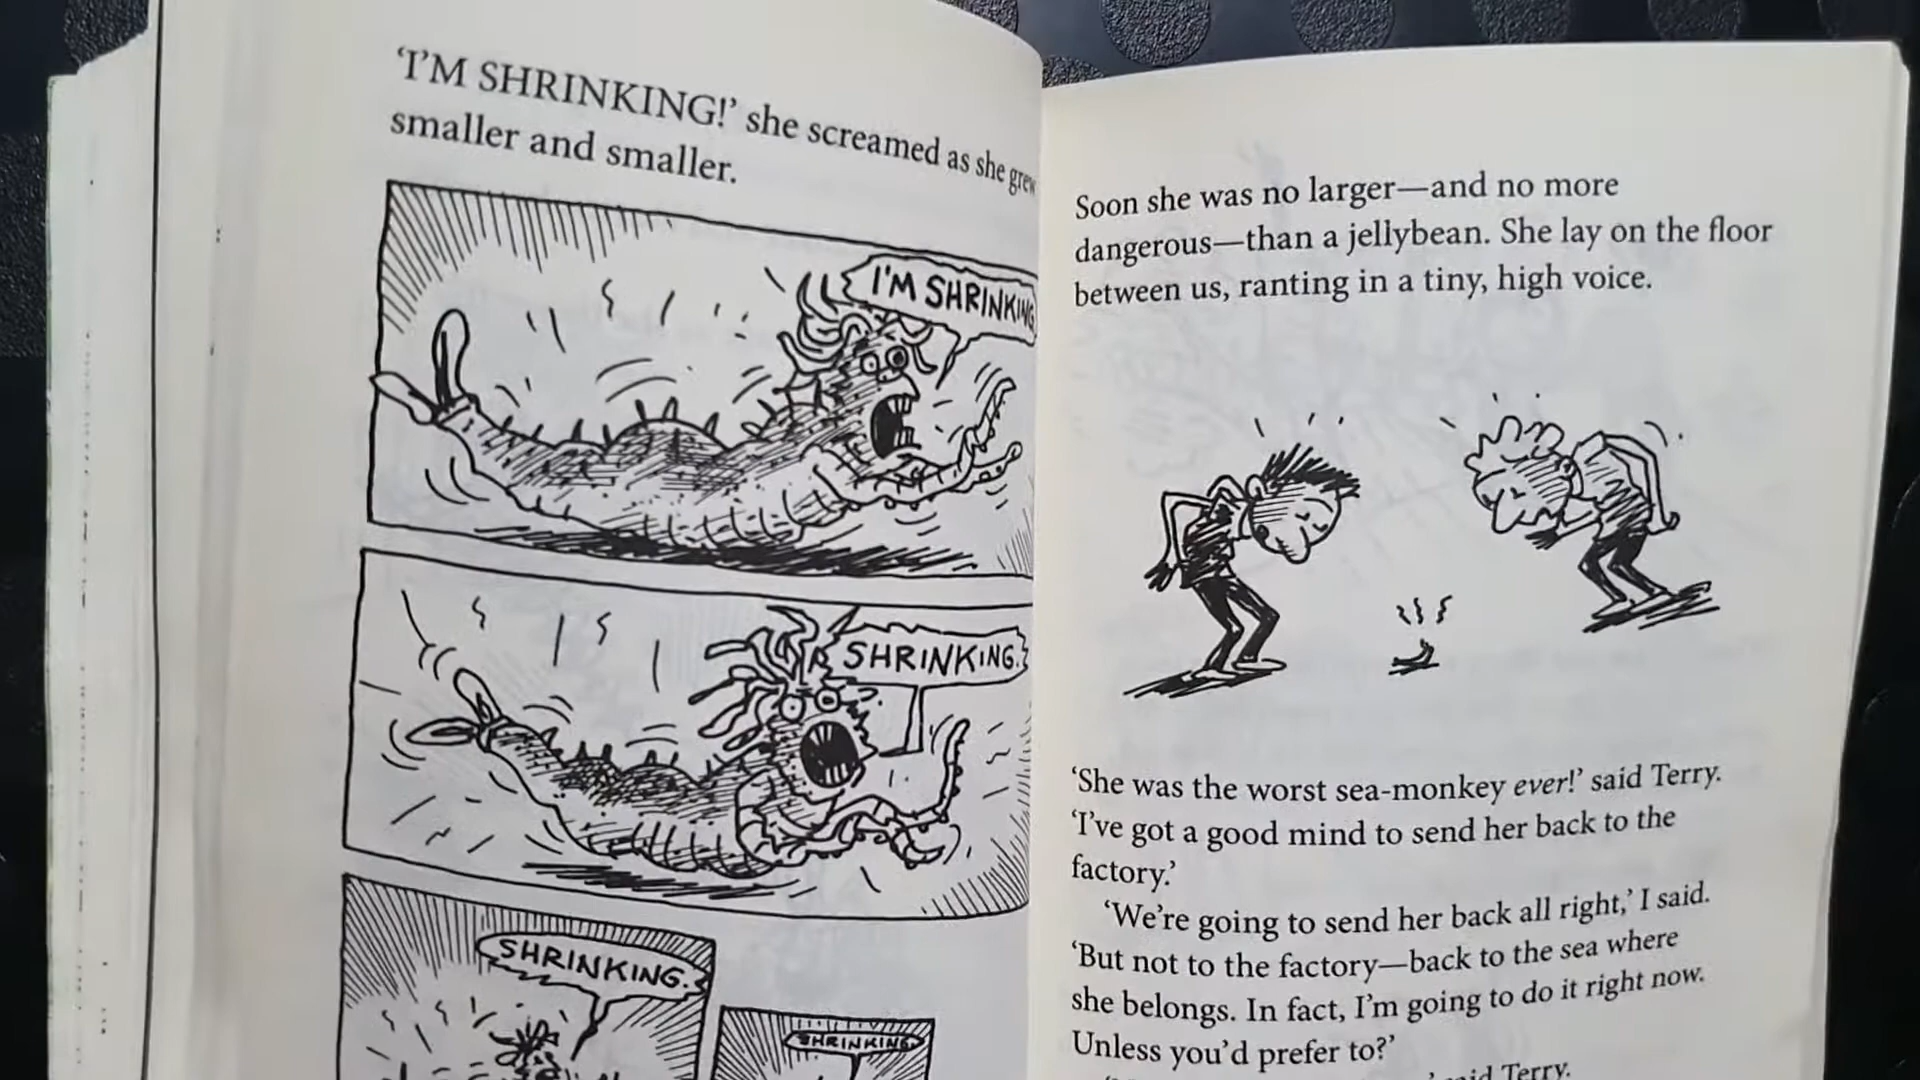 ‘I’M SHRINKING!’ she screamed as she grew
smaller and smaller.
I'M SHRINKING
SHRINKING.
SHRINKING.
SHRINKING.
Soon she was no larger—and no more
dangerous—than a jellybean. She lay on the floor
between us, ranting in a tiny, high voice.
‘She was the worst sea-monkey ever!’ said Terry.
‘I’ve got a good mind to send her back to the
factory.’
‘We’re going to send her back all right,’ I said.
‘But not to the factory—back to the sea where
she belongs. In fact, I’m going to do it right now.
Unless you’d prefer to?’
said Terry.